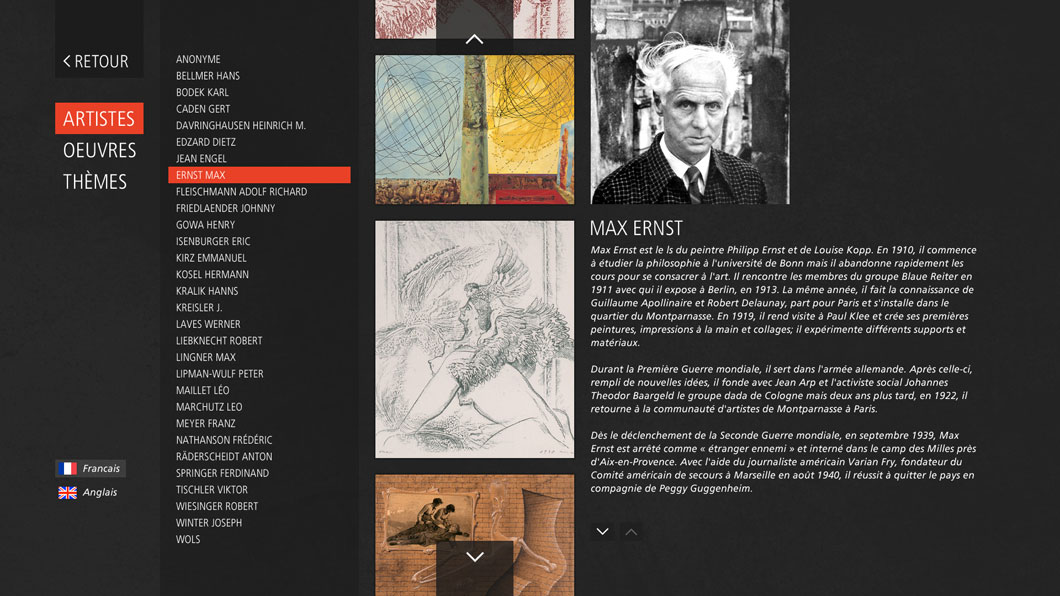 < RETOUR
ARTISTES
OEUVRES
THÈMES
Francais
Anglais
ANONYME
BELLMER HANS
BODEK KARL
CADEN GERT
DAVRINGHAUSEN HEINRICH M.
EDZARD DIETZ
JEAN ENGEL
ERNST MAX
FLEISCHMANN ADOLF RICHARD
FRIEDLAENDER JOHNNY
GOWA HENRY
ISENBURGER ERIC
KIRZ EMMANUEL
KOSEL HERMANN
KRALIK HANNS
KREISLER J.
LAVES WERNER
LIEBKNECHT ROBERT
LINGNER MAX
LIPMAN-WULF PETER
MAILLET LÉO
MARCHUTZ LEO
MEYER FRANZ
NATHANSON FRÉDÉRIC
RÄDERSCHEIDT ANTON
SPRINGER FERDINAND
TISCHLER VIKTOR
WIESINGER ROBERT
WINTER JOSEPH
WOLS
MAX ERNST
Max Ernst est le ls du peintre Philipp Ernst et de Louise Kopp. En 1910, il commence
à étudier la philosophie à l'université de Bonn mais il abandonne rapidement les
cours pour se consacrer à l'art. Il rencontre les membres du groupe Blaue Reiter en
1911 avec qui il expose à Berlin, en 1913. La même année, il fait la connaissance de
Guillaume Apollinaire et Robert Delaunay, part pour Paris et s'installe dans le
quartier du Montparnasse. En 1919, il rend visite à Paul Klee et crée ses premières
peintures, impressions à la main et collages; il expérimente différents supports et
matériaux.
Durant la Première Guerre mondiale, il sert dans l'armée allemande. Après celle-ci,
rempli de nouvelles idées, il fonde avec Jean Arp et l'activiste social Johannes
Theodor Baargeld le groupe dada de Cologne mais deux ans plus tard, en 1922, il
retourne à la communauté d'artistes de Montparnasse à Paris.
Dès le déclenchement de la Seconde Guerre mondiale, en septembre 1939, Max
Ernst est arrêté comme « étranger ennemi » et interné dans le camp des Milles près
d'Aix-en-Provence. Avec l'aide du journaliste américain Varian Fry, fondateur du
Comité américain de secours à Marseille en août 1940, il réussit à quitter le pays en
compagnie de Peggy Guggenheim.